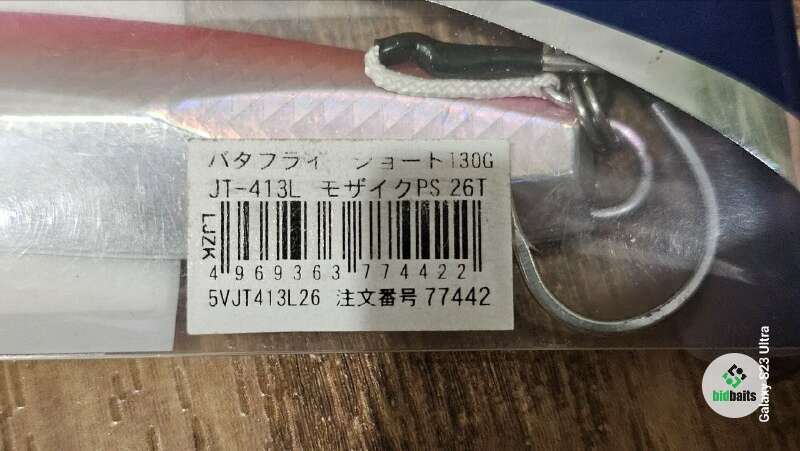 バタフライ ショート130G
JT-413L モザイクPS 26T
LJZK
4 969363 774422
5VJT413L26 注文番号 77442
bidbaits
Galaxy S23 Ultra